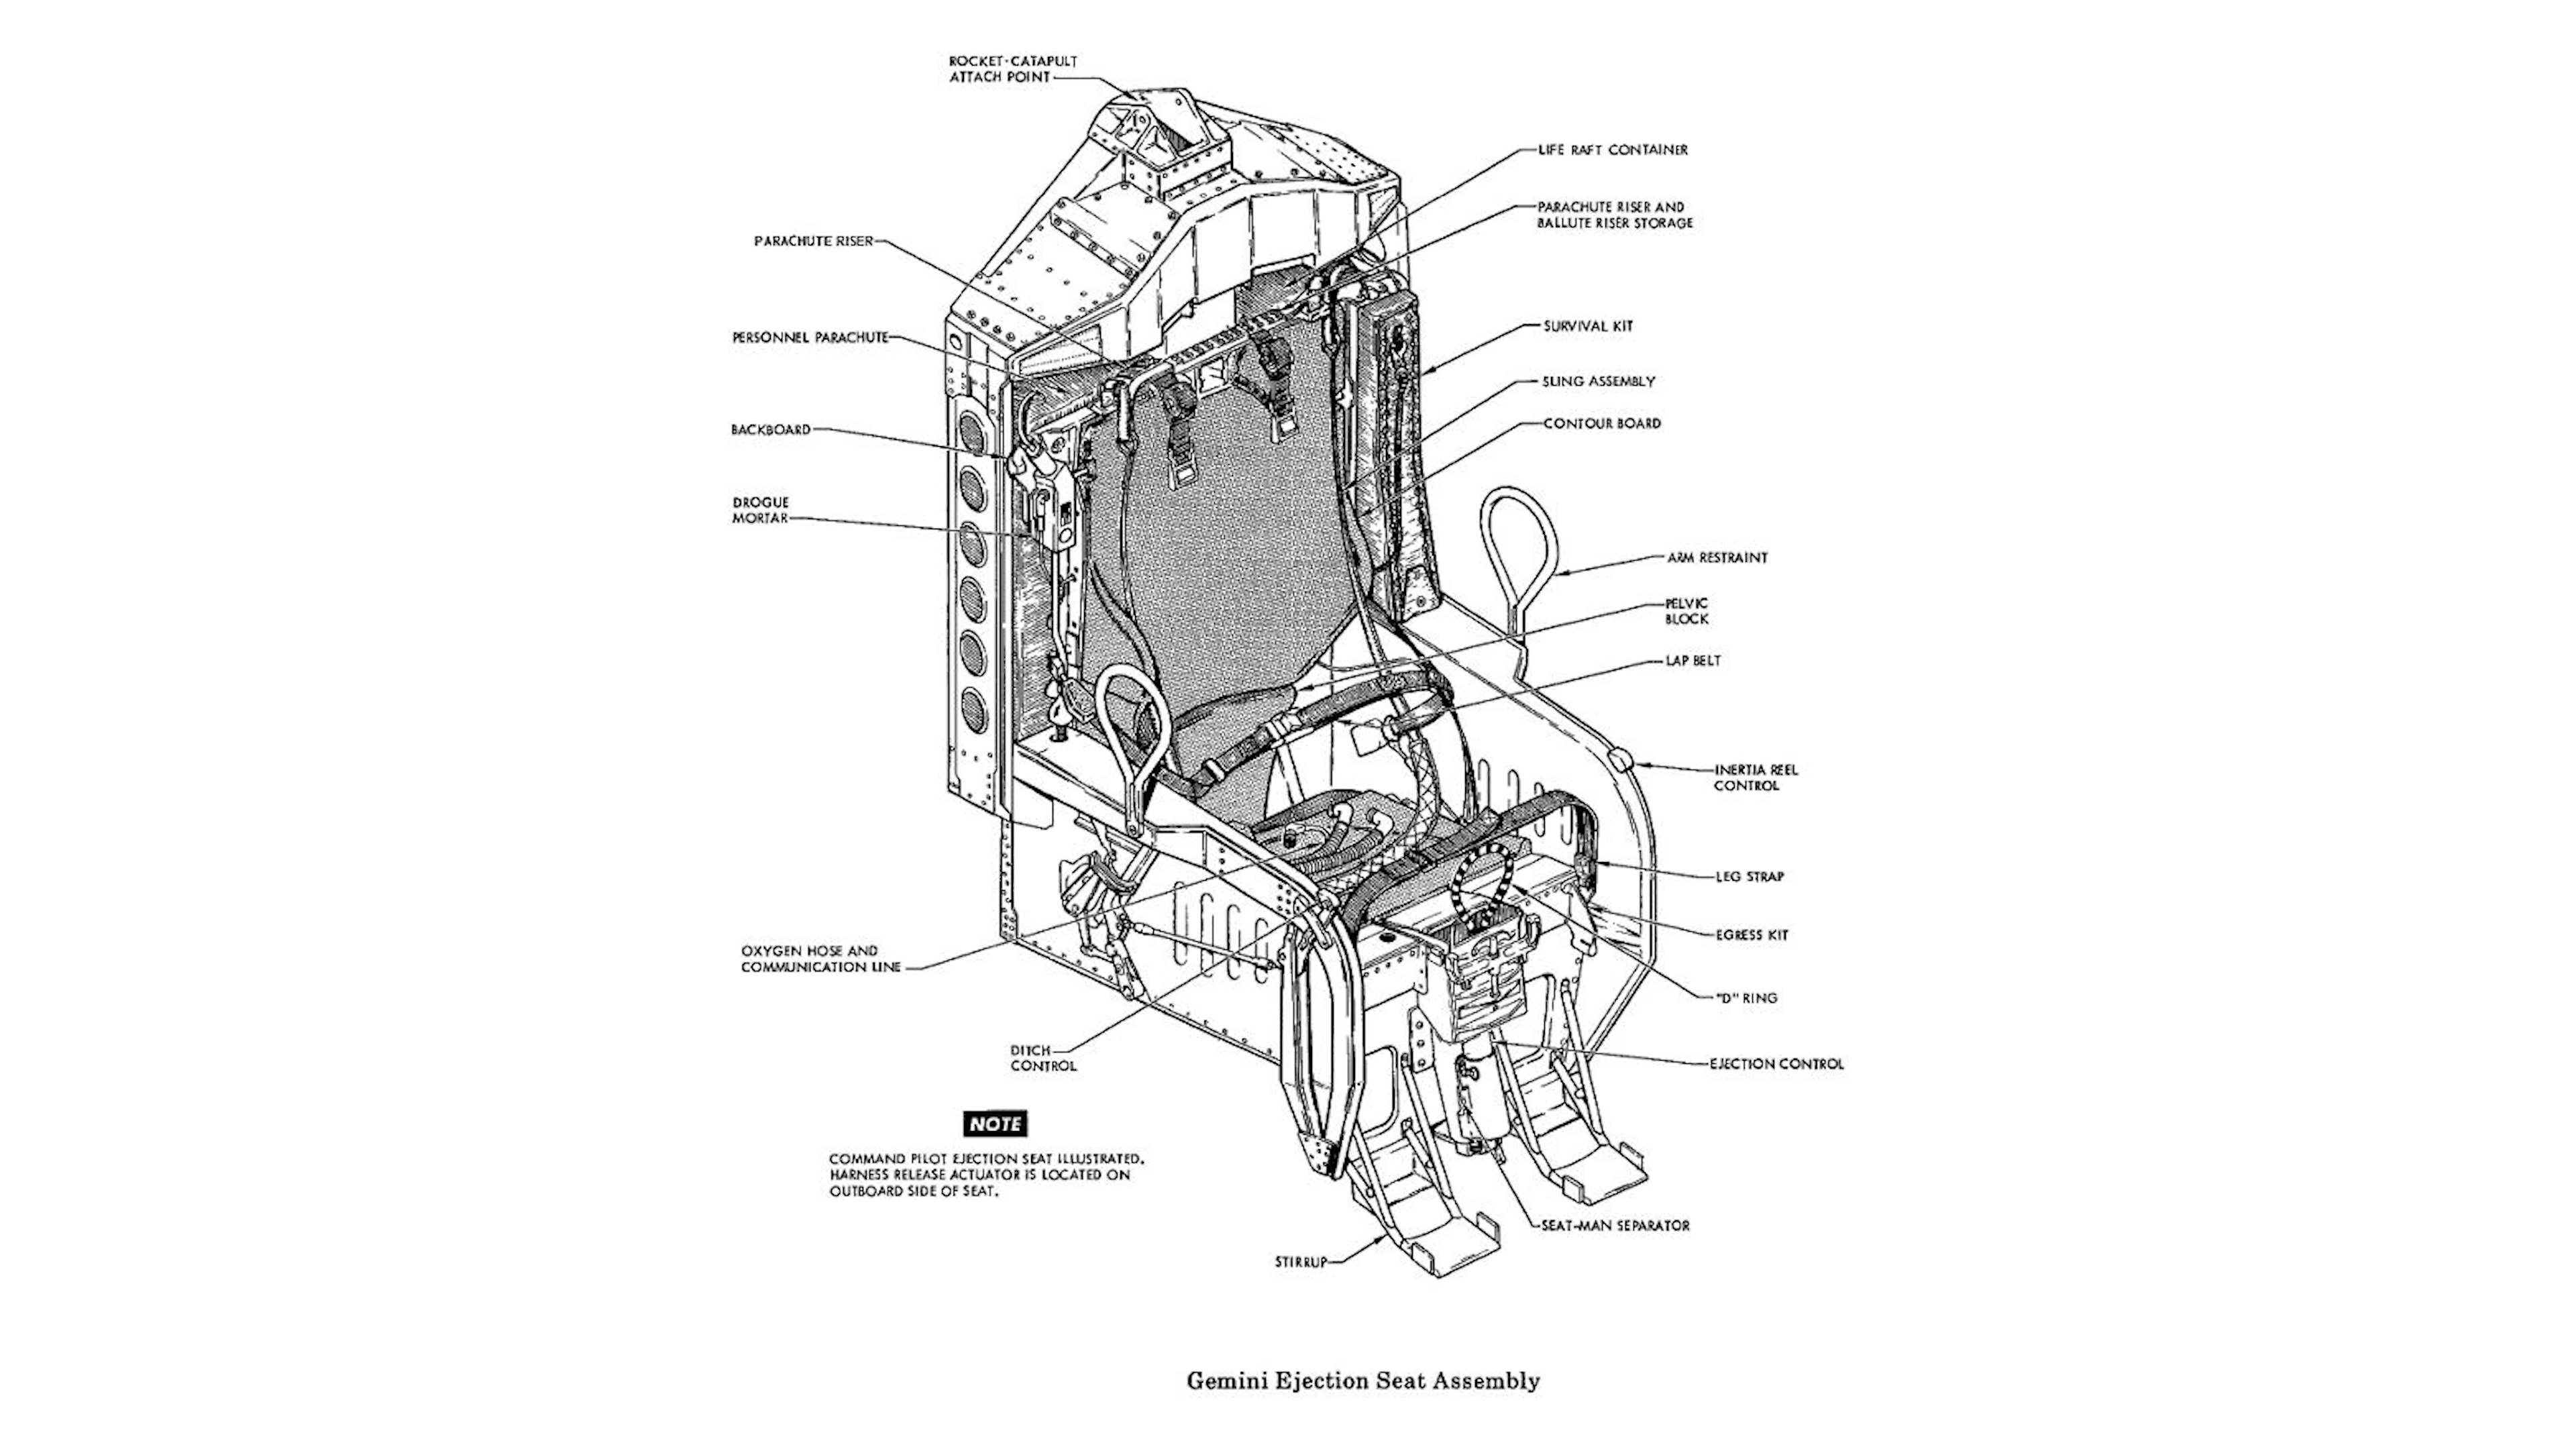 ROCKET-CATAPULT
ATTACH POINT
LIFE RAFT CONTAINER
PARACHUTE RISER AND
BALLUTE RISER STORAGE
PARACHUTE RISER
SURVIVAL KIT
PERSONNEL PARACHUTE
SLING ASSEMBLY
CONTOUR BOARD
BACKBOARD
DROGUE
MORTAR
ARM RESTRAINT
PELVIC
BLOCK
LAP BELT
INERTIA REEL
CONTROL
LEG STRAP
EGRESS KIT
OXYGEN HOSE AND
COMMUNICATION LINE
"D" RING
DITCH
CONTROL
EJECTION CONTROL
NOTE
COMMAND PILOT EJECTION SEAT ILLUSTRATED.
HARNESS RELEASE ACTUATOR IS LOCATED ON
OUTBOARD SIDE OF SEAT.
SEAT-MAN SEPARATOR
STIRRUP
Gemini Ejection Seat Assembly